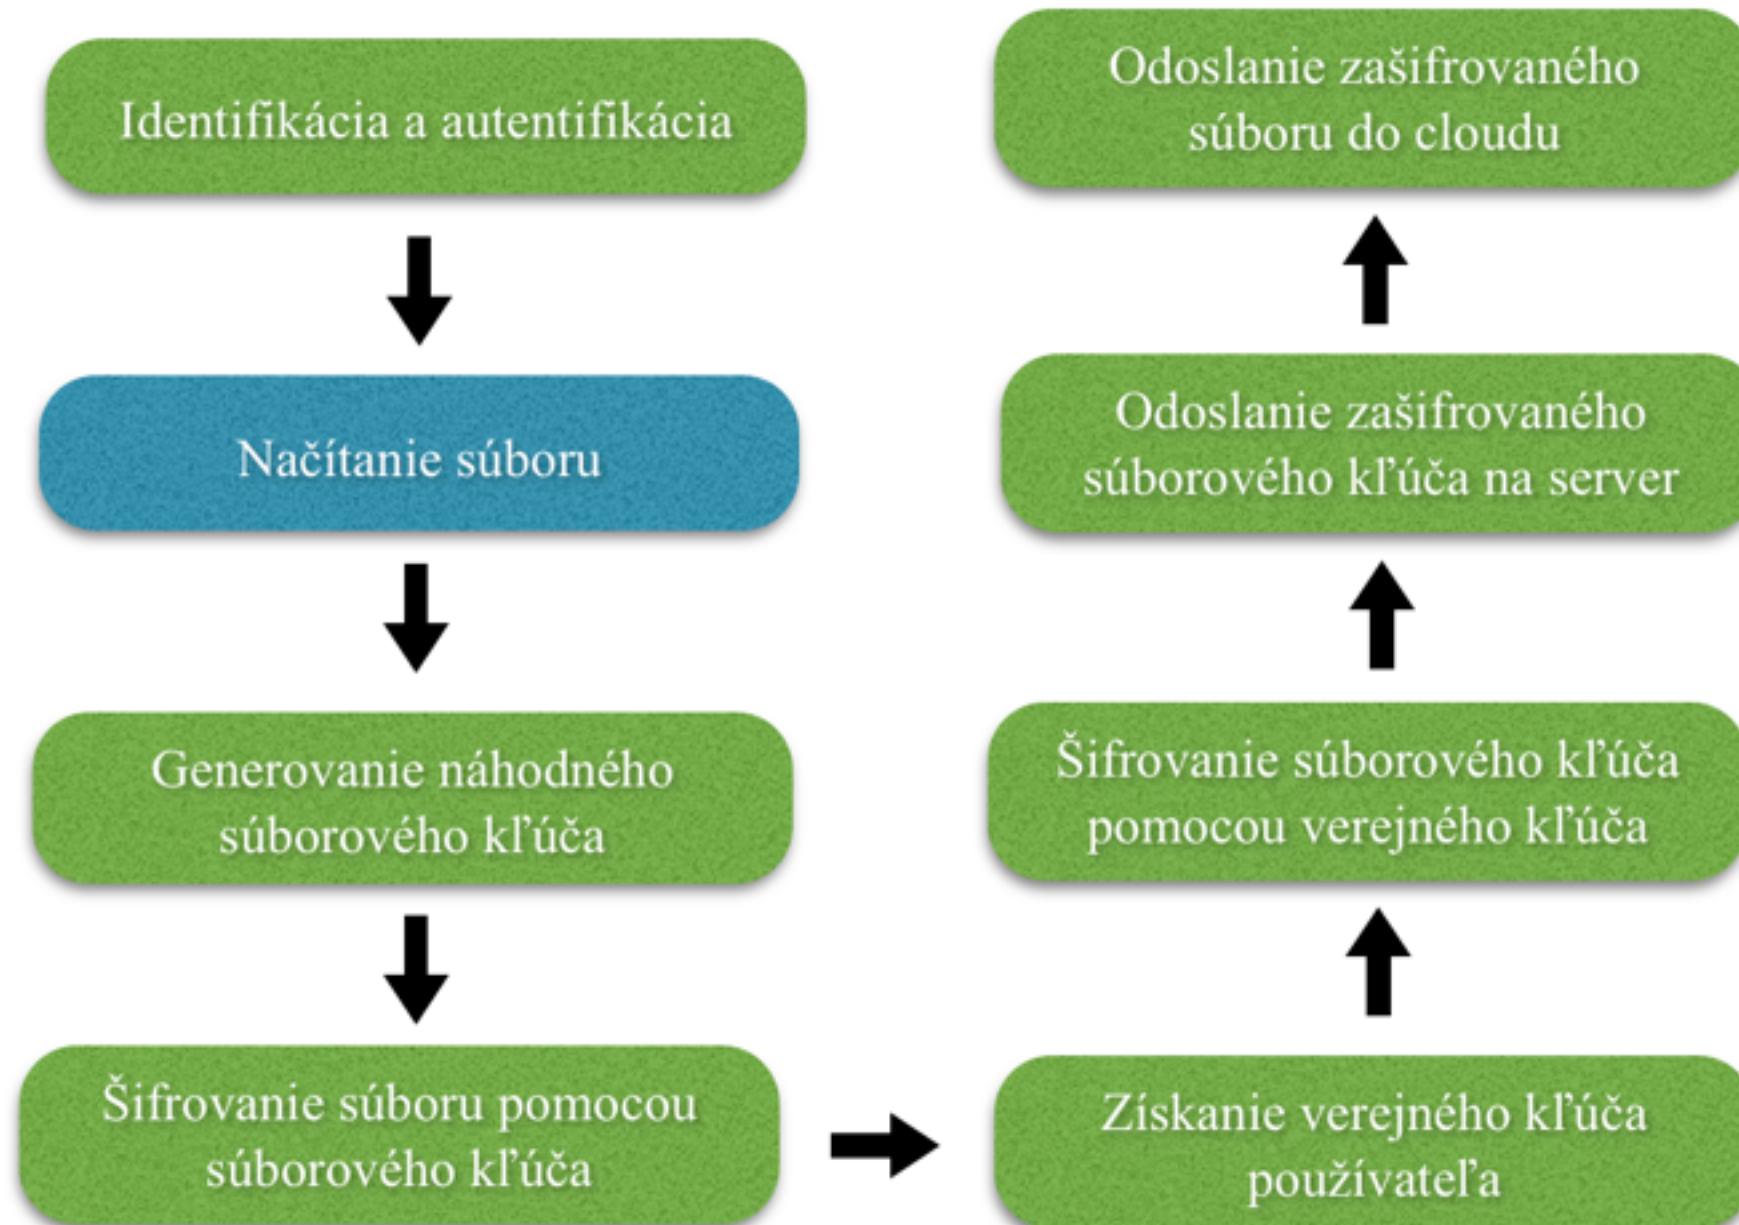 Identifikácia a autentifikácia
Načítanie súboru
Generovanie náhodného
súborového kľúča
Šifrovanie súboru pomocou
súborového kľúča
Získanie verejného kľúča
používateľa
Šifrovanie súborového kľúča
pomocou verejného kľúča
Odoslanie zašifrovaného
súborového kľúča na server
Odoslanie zašifrovaného
súboru do cloudu